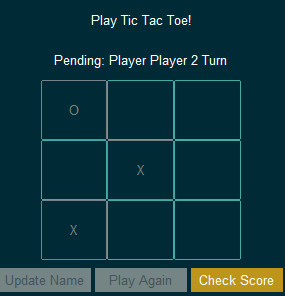 Play Tic Tac Toe!
Pending: Player Player 2 Turn
O
X
X
Update Name Play Again Check Score